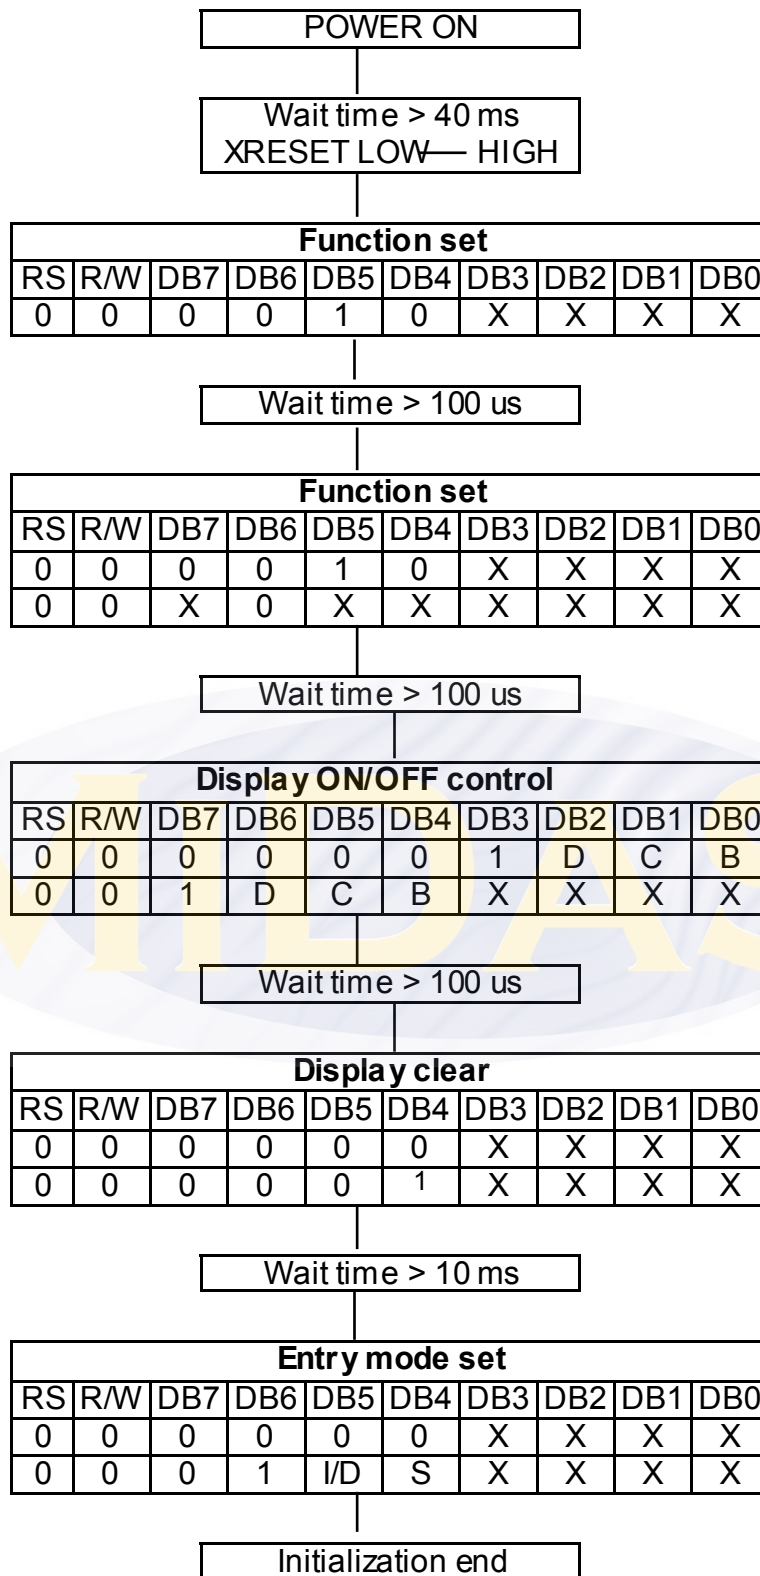 POWER ON
Wait time > 40 ms
XRESET LOW — HIGH
Function set
RS R/W DB7 DB6 DB5 DB4 DB3 DB2 DB1 DB0
0 0 0 0 1 0 X X X X
Wait time > 100 us
Function set
RS R/W DB7 DB6 DB5 DB4 DB3 DB2 DB1 DB0
0 0 0 0 1 0 X X X X
0 0 X 0 X X X X X X
Wait time > 100 us
Display ON/OFF control
RS R/W DB7 DB6 DB5 DB4 DB3 DB2 DB1 DB0
0 0 0 0 0 0 1 D C B
0 0 1 D C B X X X X
MIDAS
Wait time > 100 us
Display clear
RS R/W DB7 DB6 DB5 DB4 DB3 DB2 DB1 DB0
0 0 0 0 0 0 X X X X
0 0 0 0 0 1 X X X X
Wait time > 10 ms
Entry mode set
RS R/W DB7 DB6 DB5 DB4 DB3 DB2 DB1 DB0
0 0 0 0 0 0 X X X X
0 0 0 1 I/D S X X X X
Initialization end